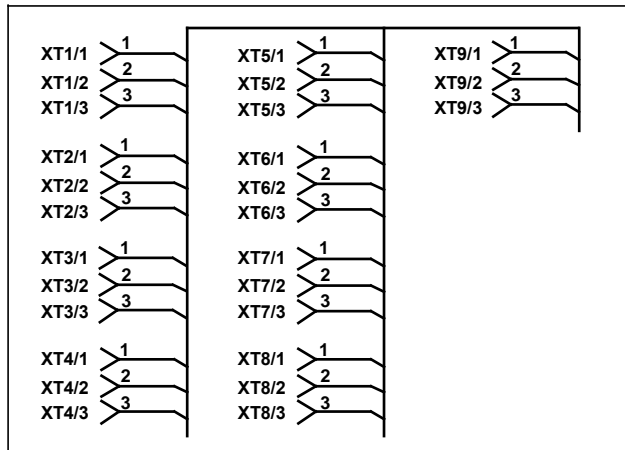 XT1/1 1
XT1/2 2
XT1/3 3
XT2/1 1
XT2/2 2
XT2/3 3
XT3/1 1
XT3/2 2
XT3/3 3
XT4/1 1
XT4/2 2
XT4/3 3
XT5/1 1
XT5/2 2
XT5/3 3
XT6/1 1
XT6/2 2
XT6/3 3
XT7/1 1
XT7/2 2
XT7/3 3
XT8/1 1
XT8/2 2
XT8/3 3
XT9/1 1
XT9/2 2
XT9/3 3